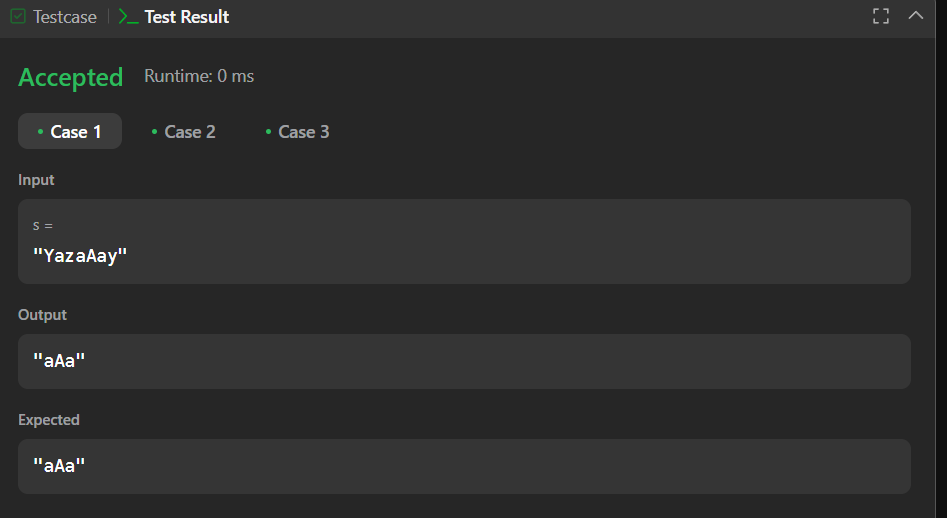 Testcase Test Result
Accepted Runtime: 0 ms
Case 1 Case 2 Case 3
Input
s =
"YazaAay"
Output
"aAa"
Expected
"aAa"